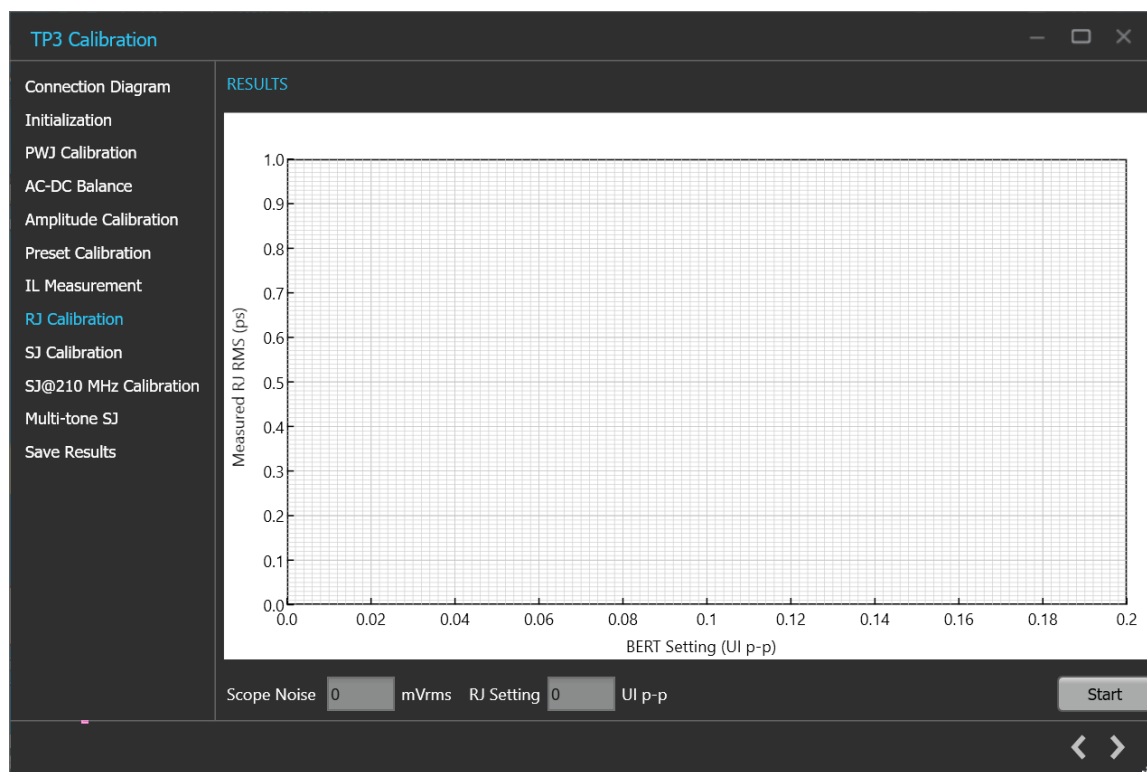 TP3 Calibration
Connection Diagram
Initialization
PWJ Calibration
AC-DC Balance
Amplitude Calibration
Preset Calibration
IL Measurement
RJ Calibration
SJ Calibration
SJ@210 MHz Calibration
Multi-tone SJ
Save Results
RESULTS
Measured RJ RMS (ps)
1.0
0.9
0.8
0.7
0.6
0.5
0.4
0.3
0.2
0.1
0.0
0.0 0.02 0.04 0.06 0.08 0.1 0.12 0.14 0.16 0.18 0.2
BERT Setting (UI p-p)
Scope Noise 0 mVrms RJ Setting 0 UI p-p Start